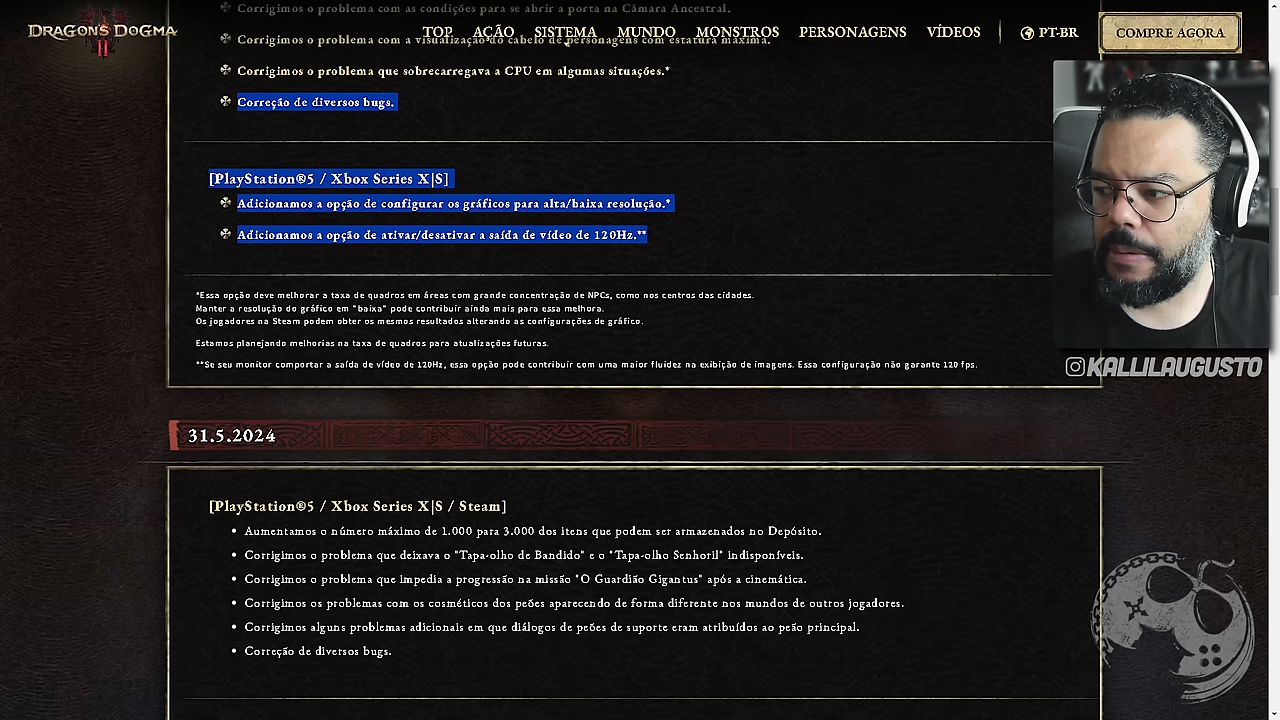 Corrigimos o problema com as condições para se abrir a porta na Câmara Ancestral.
DRAGON'S DOGMA II
TOP AÇÃO SISTEMA MUNDO MONSTROS PERSONAGENS VÍDEOS PT-BR COMPRE AGORA
Corrigimos o problema com a visualização do cabelo de personagens com estatura máxima.
Corrigimos o problema que sobrecarregava a CPU em algumas situações.*
Correção de diversos bugs.
[PlayStation®5 / Xbox Series X|S]
Adicionamos a opção de configurar os gráficos para alta/baixa resolução.*
Adicionamos a opção de ativar/desativar a saída de vídeo de 120Hz.**
*Essa opção deve melhorar a taxa de quadros em áreas com grande concentração de NPCs, como nos centros das cidades.
Manter a resolução do gráfico em "baixa" pode contribuir ainda mais para essa melhora.
Os jogadores na Steam podem obter os mesmos resultados alterando as configurações de gráfico.
Estamos planejando melhorias na taxa de quadros para atualizações futuras.
**Se seu monitor comportar a saída de vídeo de 120Hz, essa opção pode contribuir com uma maior fluidez na exibição de imagens. Essa configuração não garante 120 fps.
KALLILAUGUSTO
31.5.2024
[PlayStation®5 / Xbox Series X|S / Steam]
• Aumentamos o número máximo de 1.000 para 3.000 dos itens que podem ser armazenados no Depósito.
• Corrigimos o problema que deixava o "Tapa-olho de Bandido" e o "Tapa-olho Senhoril" indisponíveis.
• Corrigimos o problema que impedia a progressão na missão "O Guardião Gigantus" após a cinemática.
• Corrigimos os problemas com os cosméticos dos peões aparecendo de forma diferente nos mundos de outros jogadores.
• Corrigimos alguns problemas adicionais em que diálogos de peões de suporte eram atribuídos ao peão principal.
• Correção de diversos bugs.